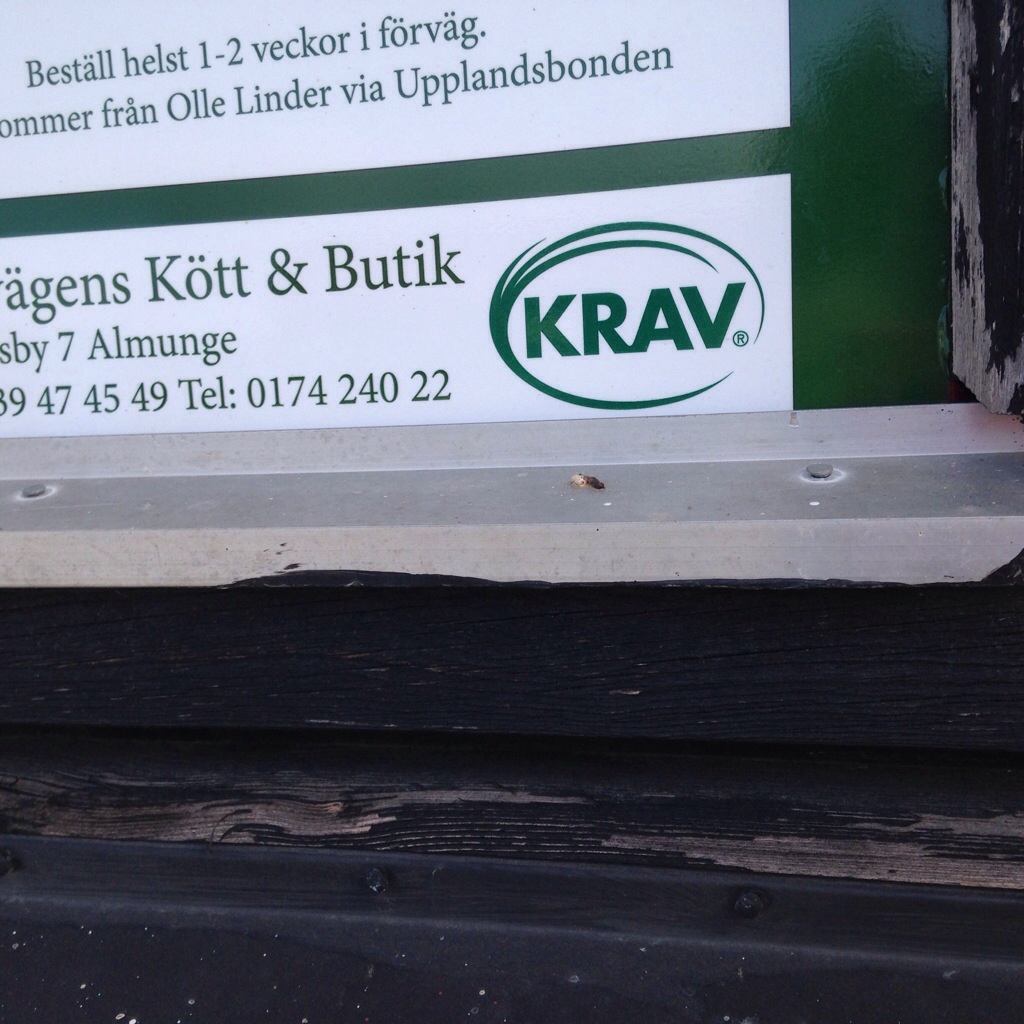 Beställ helst 1-2 veckor i förväg.
ommer från Olle Linder via Upplandsbonden
vägens Kött & Butik
KRAV®
sby 7 Almunge
39 47 45 49 Tel: 0174 240 22